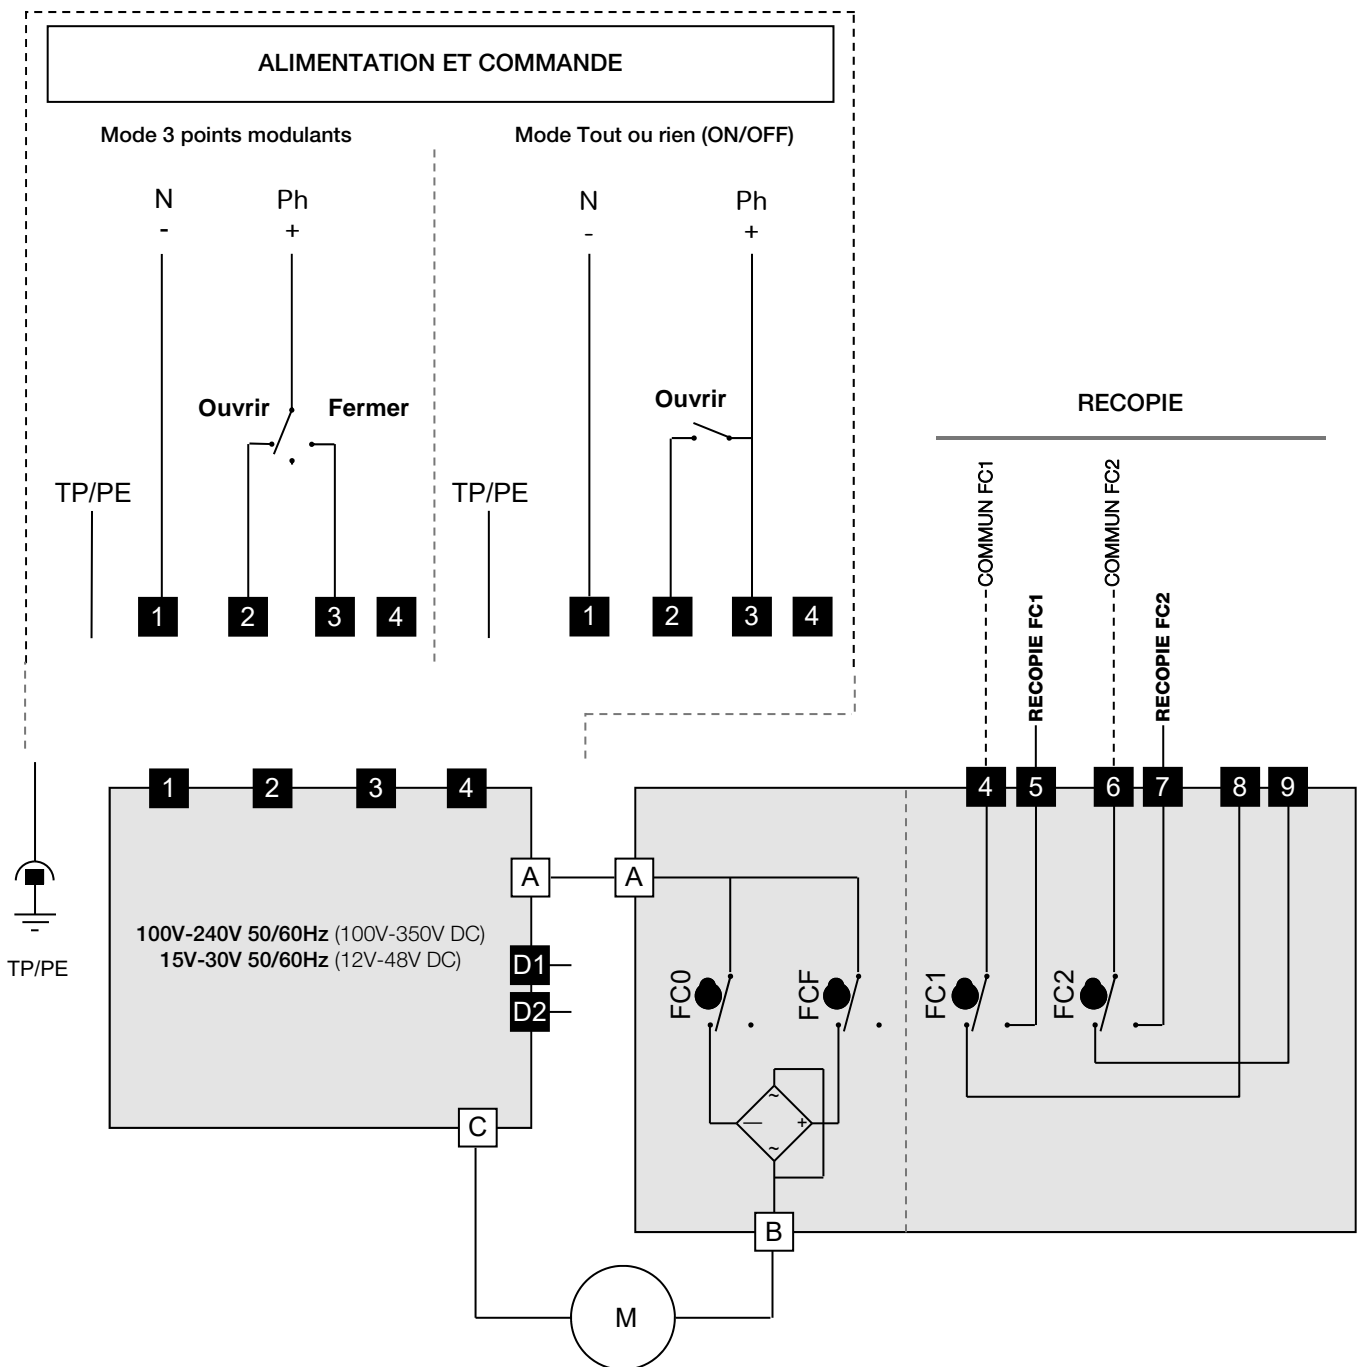 ALIMENTATION ET COMMANDE
Mode 3 points modulants
Mode Tout ou rien (ON/OFF)
N
Ph
-
+
N
Ph
-
+
Ouvrir
Fermer
Ouvrir
TP/PE
TP/PE
1
2
3
4
1
2
3
4
RECOPIE
COMMUN FC1
RECOPIE FC1
COMMUN FC2
RECOPIE FC2
1
2
3
4
4
5
6
7
8
9
A
A
100V-240V 50/60Hz (100V-350V DC)
15V-30V 50/60Hz (12V-48V DC)
D1
D2
TP/PE
FC0
FCF
FC1
FC2
~
—
+
~
C
B
M